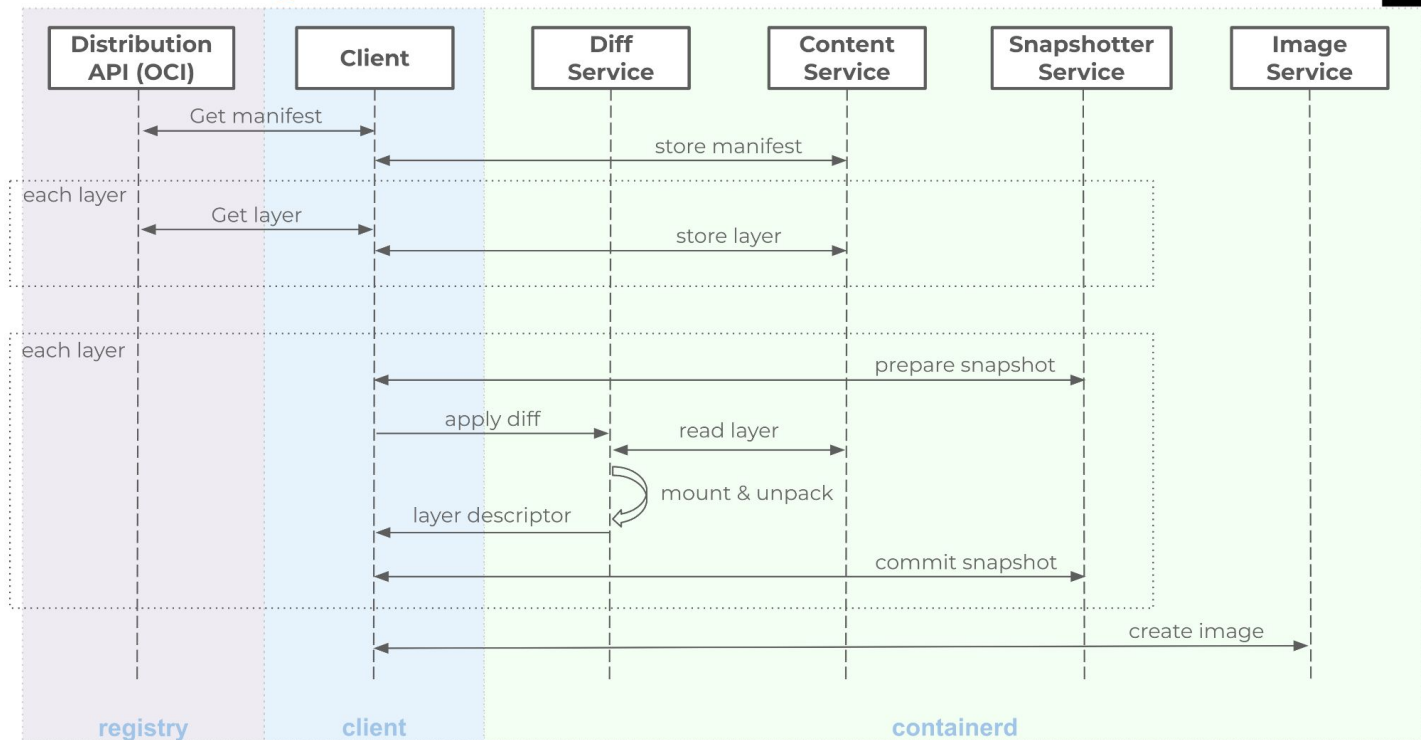 Distribution
API (OCI)
Client
Diff
Service
Content
Service
Snapshotter
Service
Image
Service
Get manifest
store manifest
each layer
Get layer
store layer
each layer
prepare snapshot
apply diff
read layer
mount & unpack
layer descriptor
commit snapshot
create image
registry
client
containerd